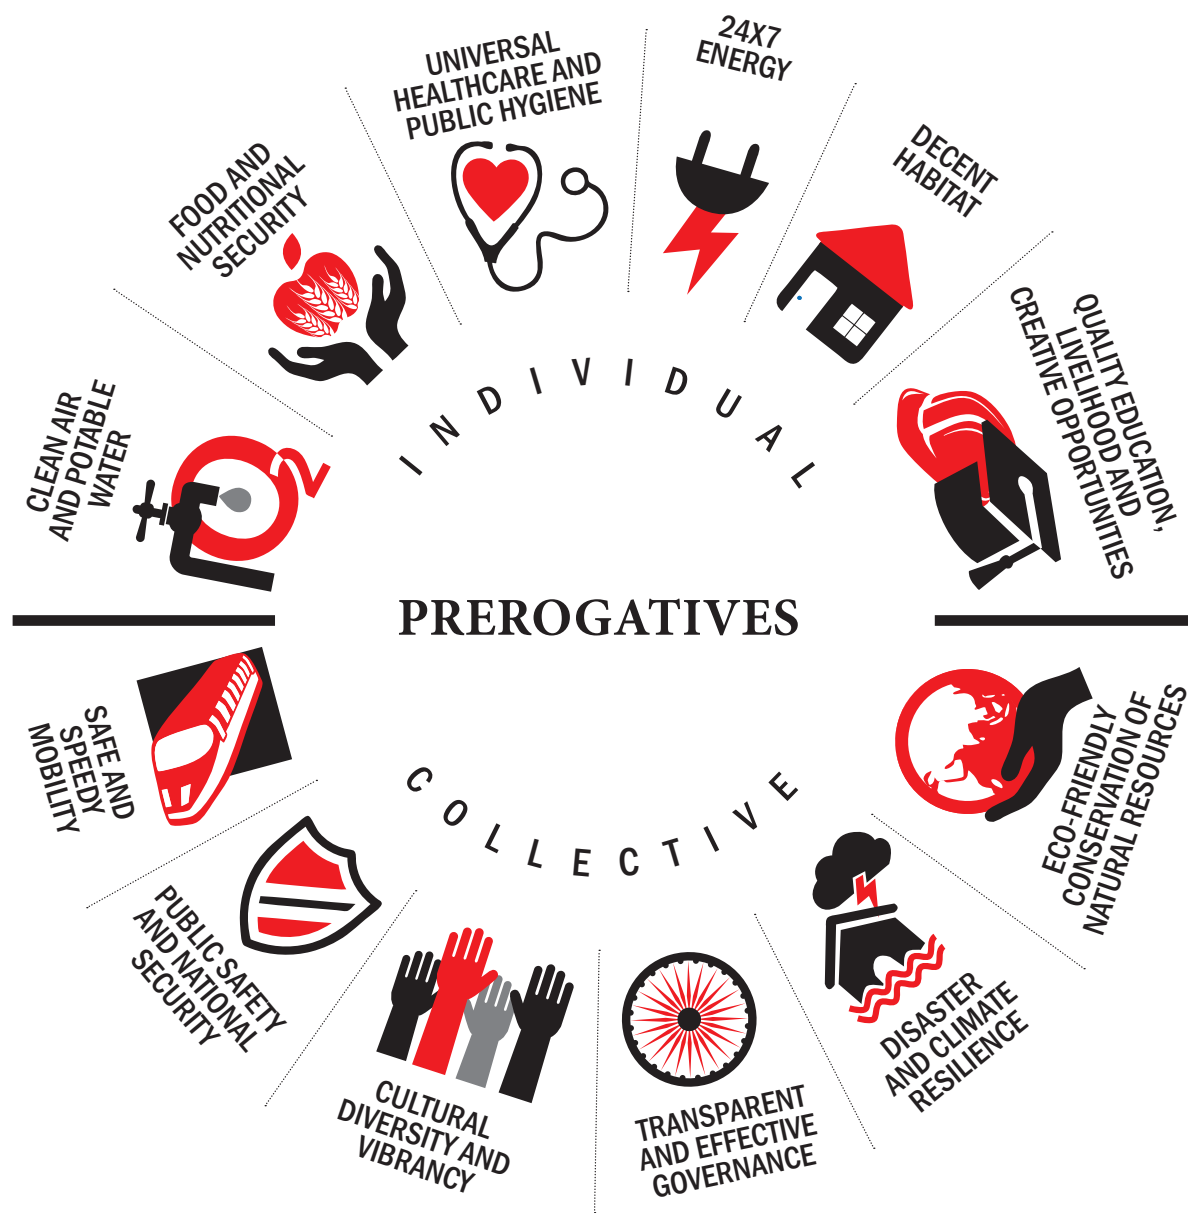 CLEAN AIR
AND POTABLE
WATER
FOOD AND
NUTRITIONAL
SECURITY
UNIVERSAL
HEALTHCARE AND
PUBLIC HYGIENE
24X7
ENERGY
DECENT
HABITAT
QUALITY EDUCATION,
LIVELIHOOD AND
CREATIVE OPPORTUNITIES
INDIVIDUAL
PREROGATIVES
COLLECTIVE
SAFE AND
SPEEDY
MOBILITY
PUBLIC SAFETY
AND NATIONAL
SECURITY
CULTURAL
DIVERSITY AND
VIBRANCY
TRANSPARENT
AND EFFECTIVE
GOVERNANCE
DISASTER
AND CLIMATE
RESILIENCE
ECO-FRIENDLY
CONSERVATION OF
NATURAL RESOURCES